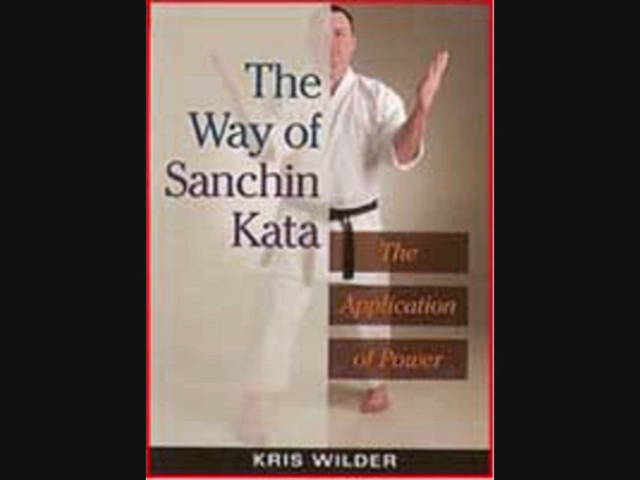 The
Way of
Sanchin
Kata
The
Application
of Power
KRIS WILDER